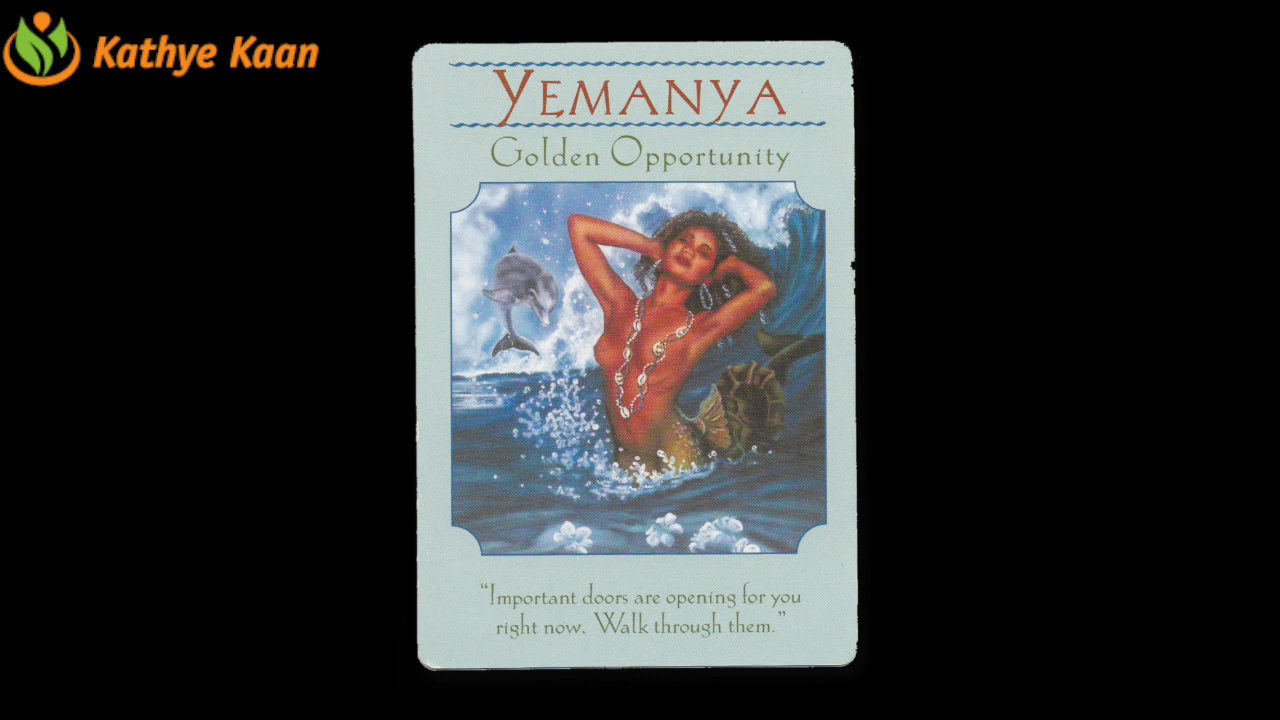 Kathye Kaan
YEMANYA
Golden Opportunity
“Important doors are opening for you
right now. Walk through them.”